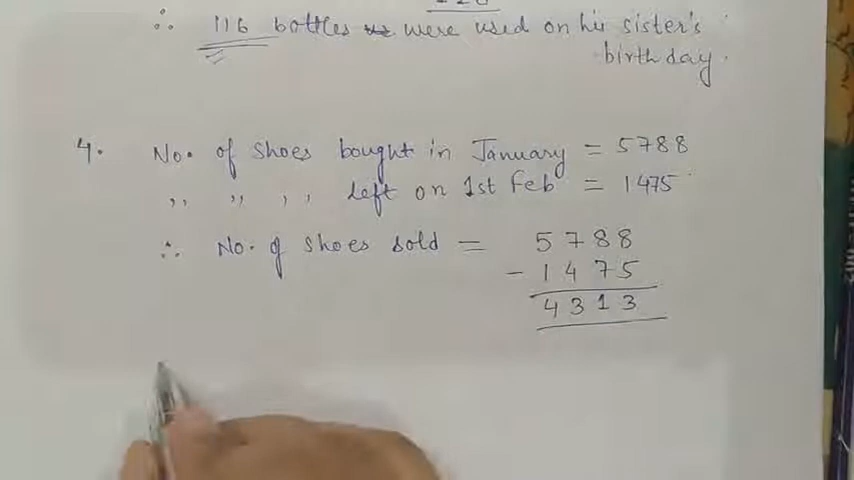 ∴ 116 bottles were used on his sister's
birthday.
4. No. of shoes bought in January = 5788
,, ,, ,, left on 1st Feb = 1475
∴ No. of shoes sold = 5788
- 1475
4313